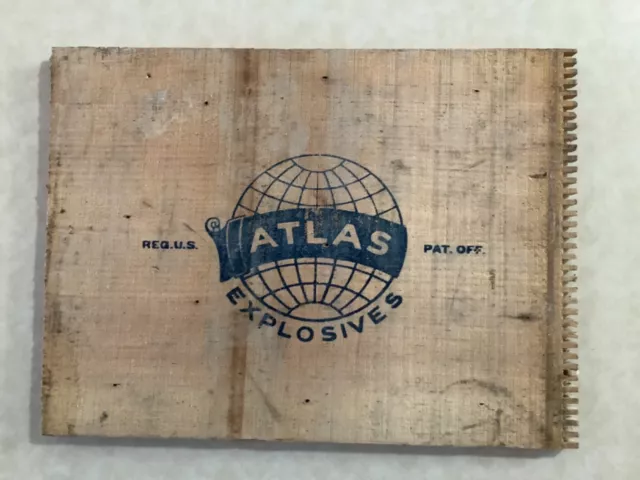 ATLAS
REG.U.S. PAT. OFF.
EXPLOSIVES